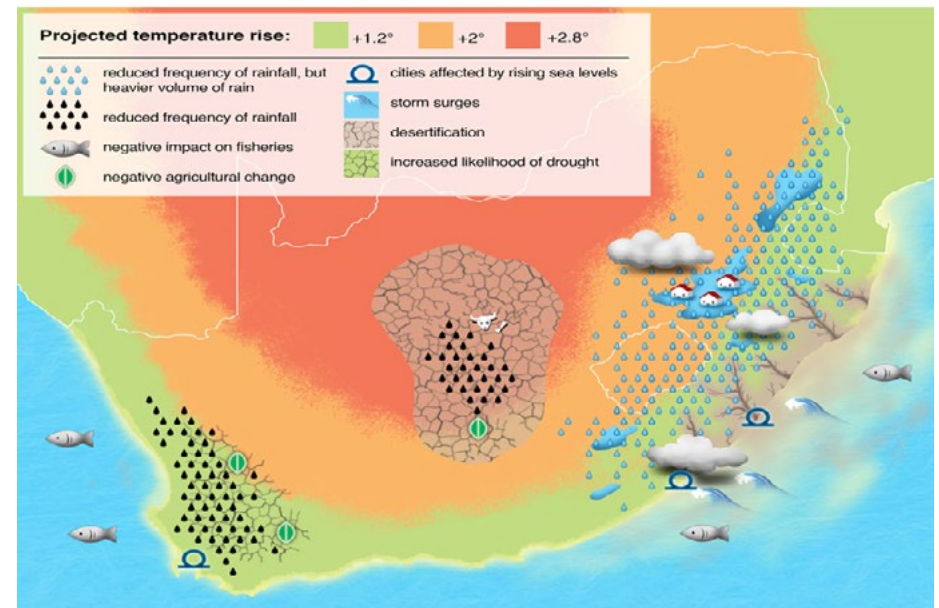 Projected temperature rise: +1.2° +2° +2.8°
reduced frequency of rainfall, but
heavier volume of rain
reduced frequency of rainfall
negative impact on fisheries
negative agricultural change
cities affected by rising sea levels
storm surges
desertification
increased likelihood of drought